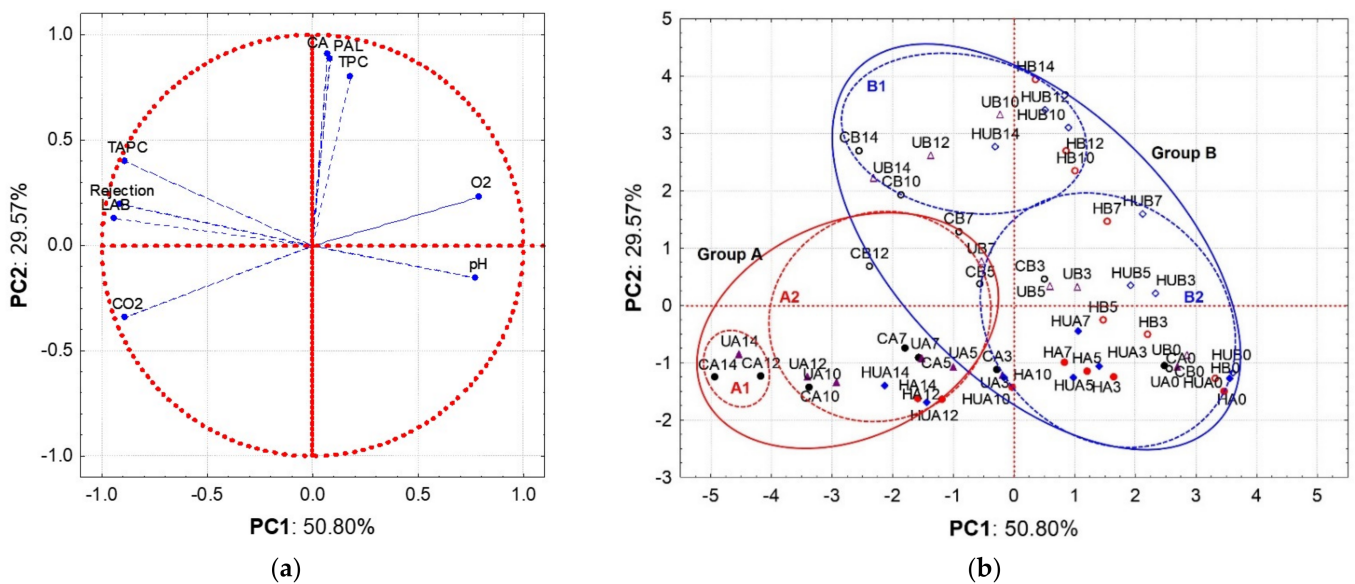 1.0
0.5
0.0
-0.5
-1.0
PC2: 29.57%
CA PAL
TPC
TAPC
Rejection
LAB
O2
pH
CO2
-1.0 -0.5 0.0 0.5 1.0
PC1: 50.80%
(a)
5
4
3
2
1
0
-1
-2
-3
PC2: 29.57%
B1
HB14
UB10 HUB12
HUB10
CB14 UB12 HUB14 HB12
UB14 HB10 Group B
CB10
CB7 HB7 HUB7
Group A CB12 UB7
CB5 CB3 UB3 HUB5 HUB3
A2 UB5 B2
HUA7 HB5 HB3
UA14 CA7 UA7 UA5 CA3 HA7 HA5 HUA3 UB0 HUB0
CA14 CA12 UA12 CA5 CA0 HB0
UA10 HUA14 UA3 HA10 HUA5 HA3 UA0 CB0 HUA0
A1 CA10 HA14 HUA10 HA0
HA12
HUA12
-5 -4 -3 -2 -1 0 1 2 3 4 5
PC1: 50.80%
(b)